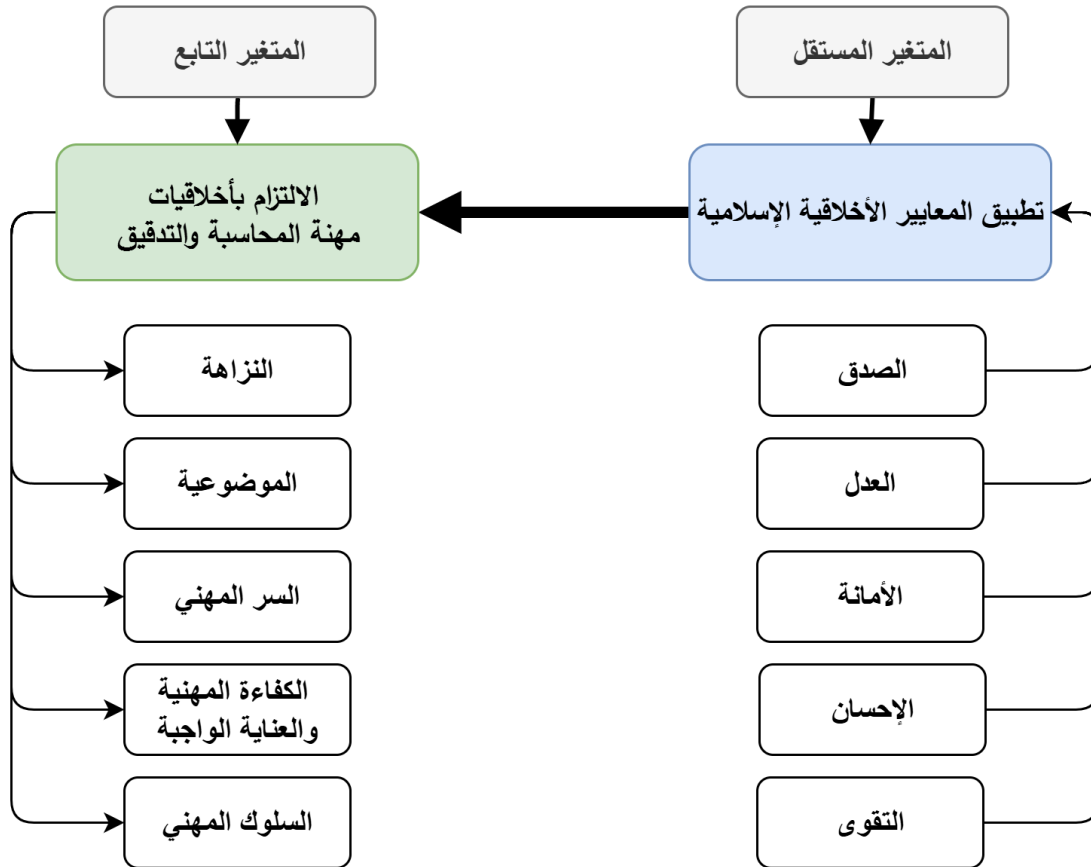 المتغير المستقل
المتغير التابع
تطبيق المعايير الأخلاقية الإسلامية
الالتزام بأخلاقيات
مهنة المحاسبة والتدقيق
الصدق
العدل
الأمانة
الإحسان
التقوى
النزاهة
الموضوعية
السر المهني
الكفاءة المهنية
والعناية الواجبة
السلوك المهني